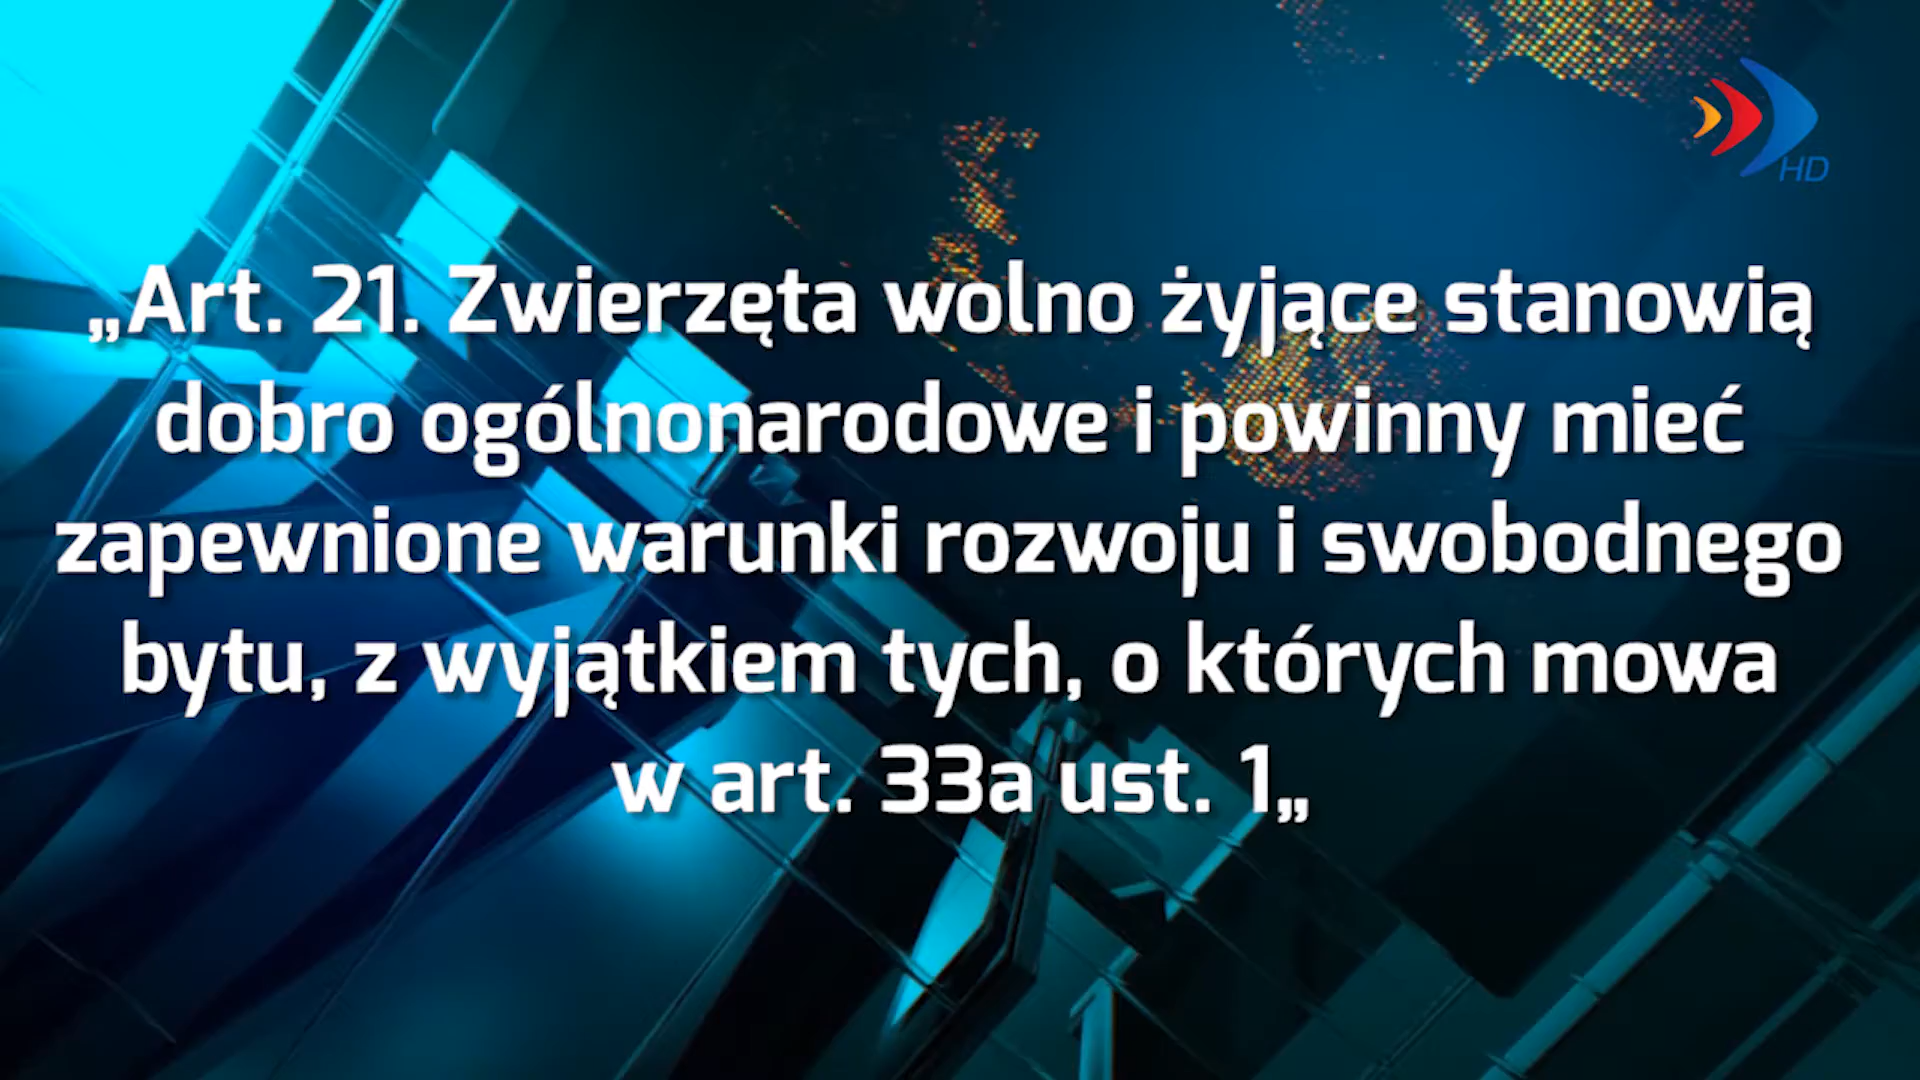 HD
„Art. 21. Zwierzęta wolno żyjące stanowią
dobro ogólnonarodowe i powinny mieć
zapewnione warunki rozwoju i swobodnego
bytu, z wyjątkiem tych, o których mowa
w art. 33a ust. 1„